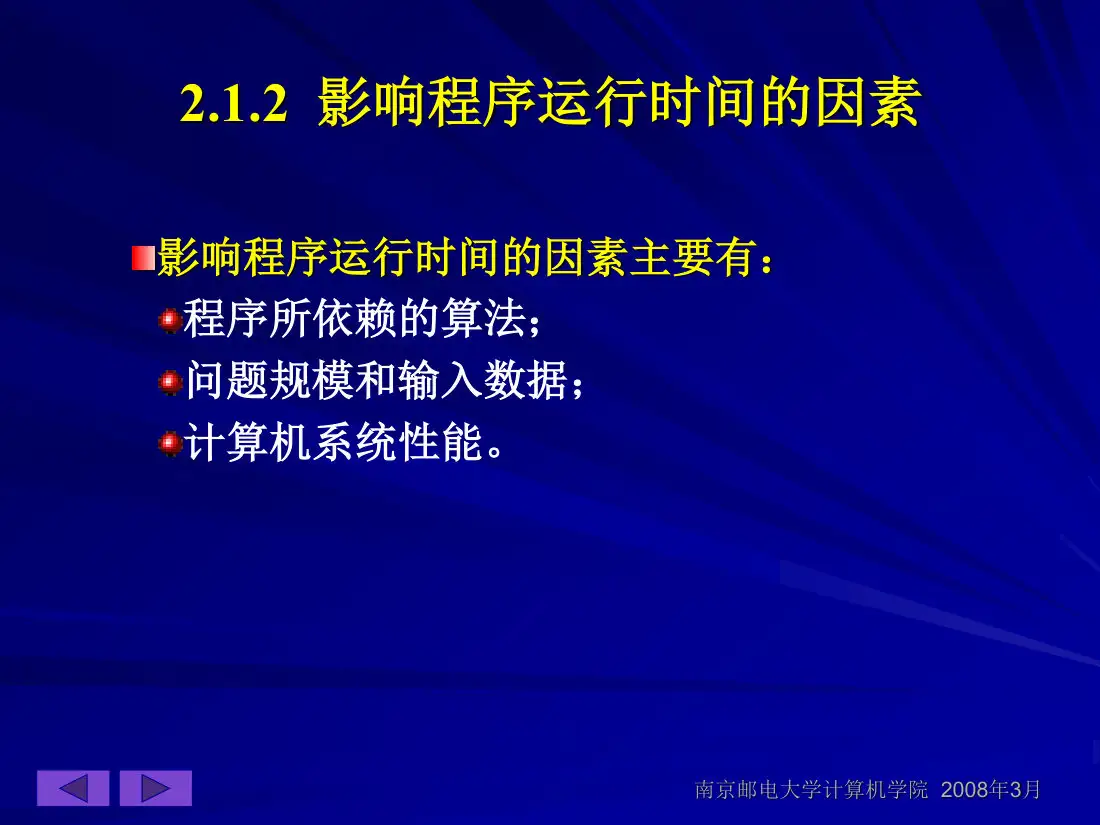 2.1.2 影响程序运行时间的因素
影响程序运行时间的因素主要有：
程序所依赖的算法；
问题规模和输入数据；
计算机系统性能。
南京邮电大学计算机学院 2008年3月